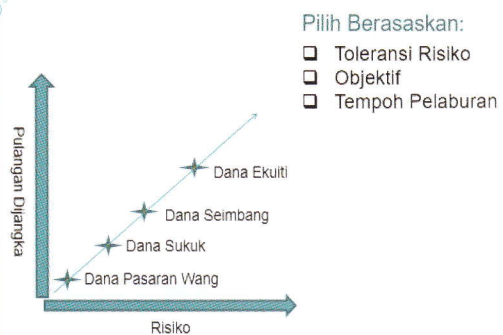 Pilih Berasaskan:
❑ Toleransi Risiko
❑ Objektif
❑ Tempoh Pelaburan
Pulangan Dijangka
Dana Ekuiti
Dana Seimbang
Dana Sukuk
Dana Pasaran Wang
Risiko